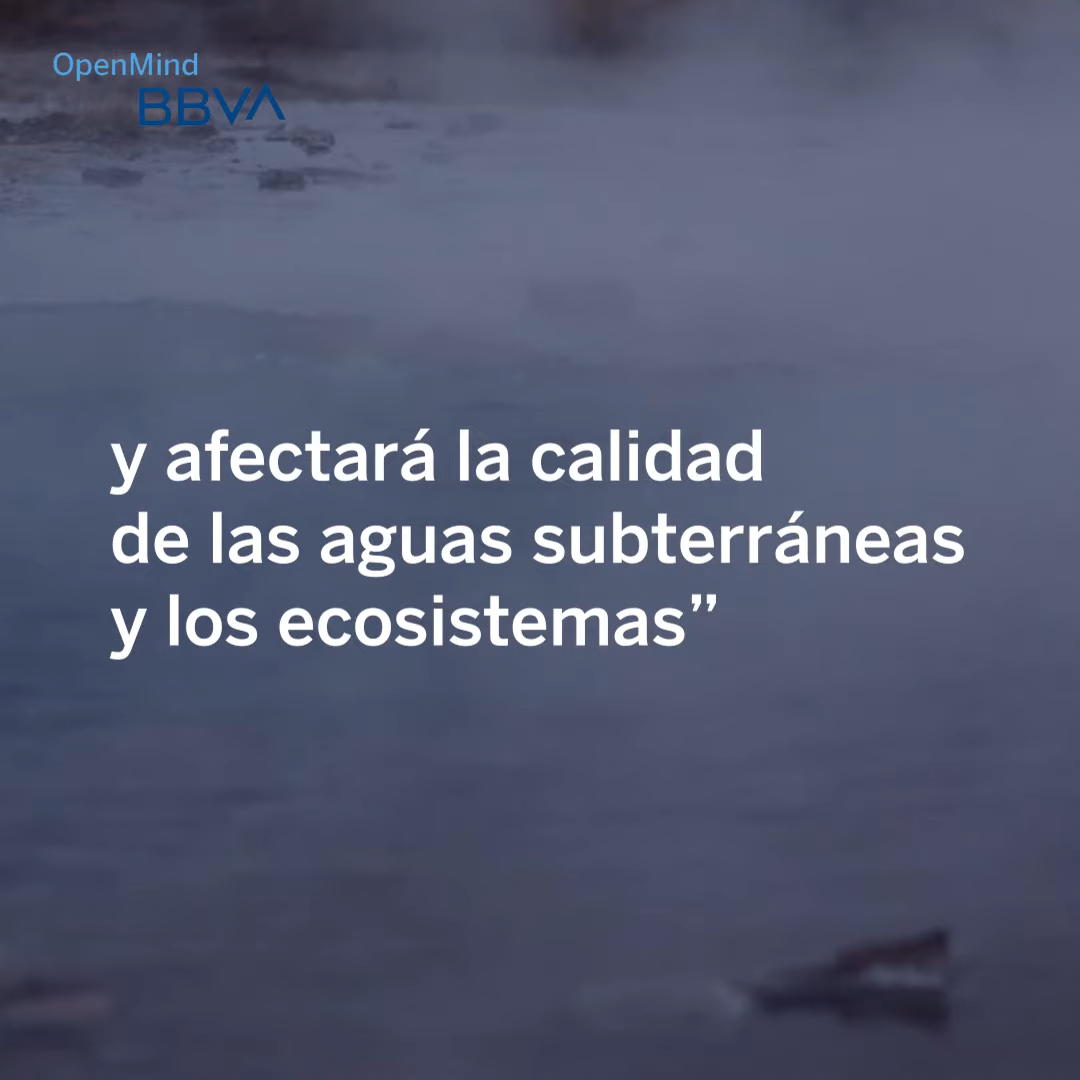 OpenMind
BBVA
y afectará la calidad
de las aguas subterráneas
y los ecosistemas”